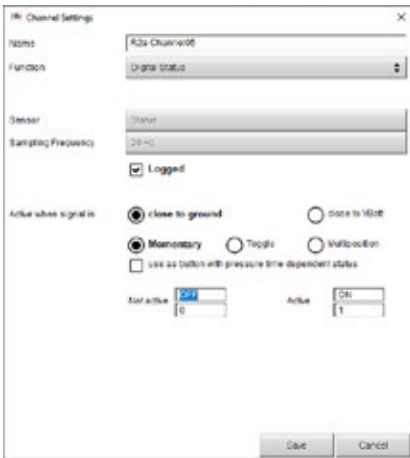 Channel Settings
Name R2a Channel05
Function Digital Status
Sensor Status
Sampling Frequency 20 Hz
Logged
Active when signal is: close to ground close to VBatt
Momentary Toggle Multiposition
use as button with pressure time dependent status
Not active OFF Active ON
0 1
Save Cancel